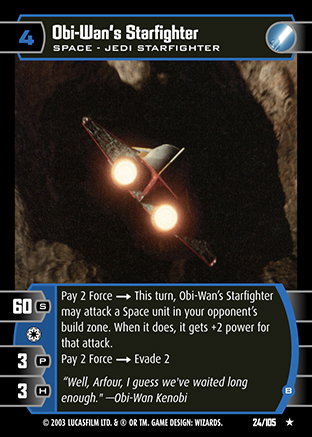 4
Obi-Wan's Starfighter
SPACE - JEDI STARFIGHTER
60 S
Pay 2 Force → This turn, Obi-Wan's Starfighter
may attack a Space unit in your opponent's
build zone. When it does, it gets +2 power for
that attack.
3 P
Pay 2 Force → Evade 2
3 H
"Well, Arfour, I guess we've waited long
enough." —Obi-Wan Kenobi
B
© 2003 LUCASFILM LTD. & ® OR TM. GAME DESIGN: WIZARDS.
24/105 ★